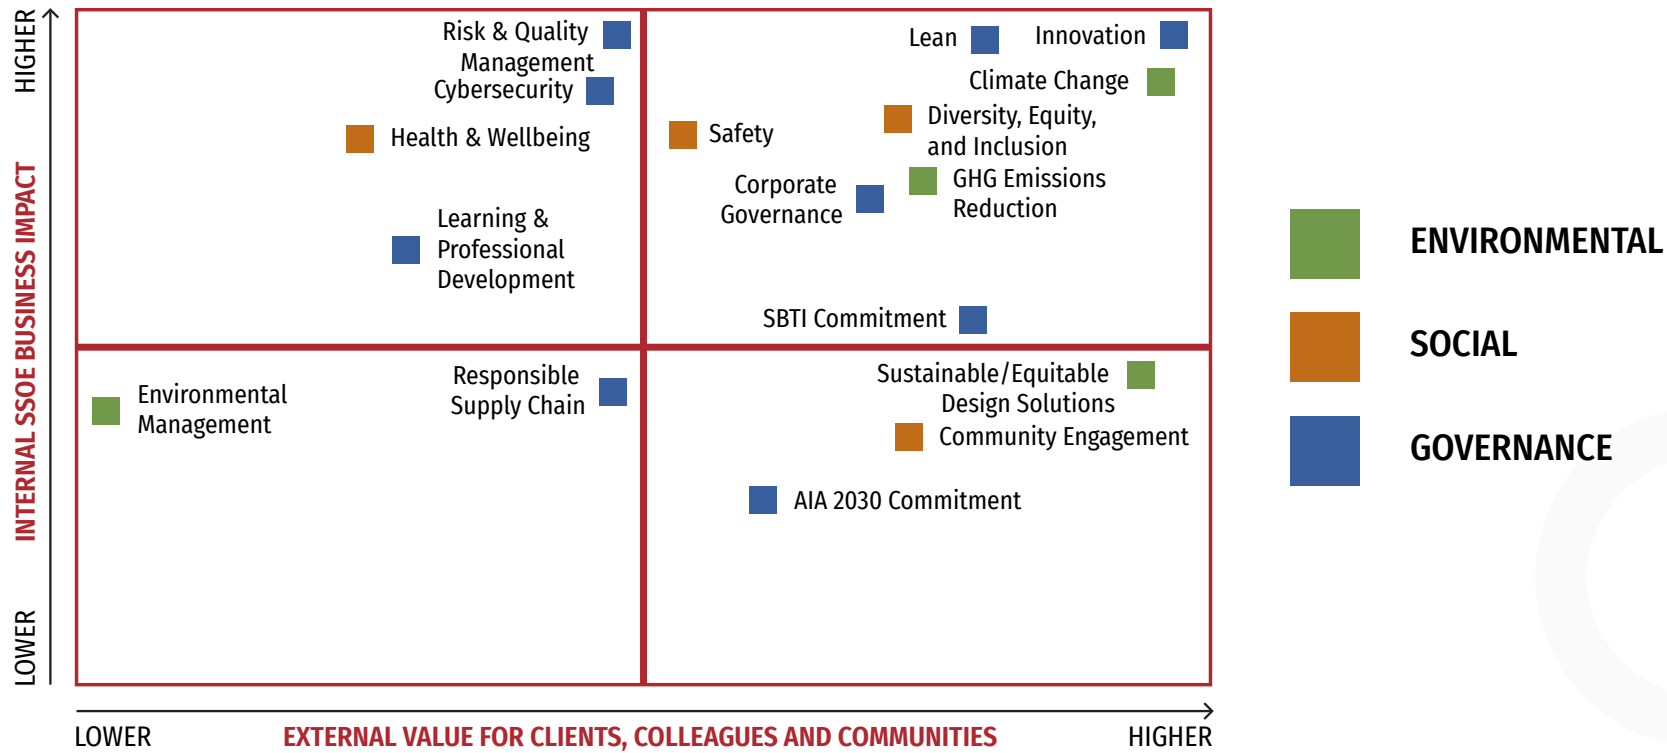 HIGHER
INTERNAL SSOE BUSINESS IMPACT
LOWER
Risk & Quality
Management
Cybersecurity
Health & Wellbeing
Learning &
Professional
Development
Lean
Innovation
Climate Change
Diversity, Equity,
and Inclusion
Safety
GHG Emissions
Reduction
Corporate
Governance
SBTI Commitment
Environmental
Management
Responsible
Supply Chain
Sustainable/Equitable
Design Solutions
Community Engagement
AIA 2030 Commitment
LOWER
EXTERNAL VALUE FOR CLIENTS, COLLEAGUES AND COMMUNITIES
HIGHER
ENVIRONMENTAL
SOCIAL
GOVERNANCE